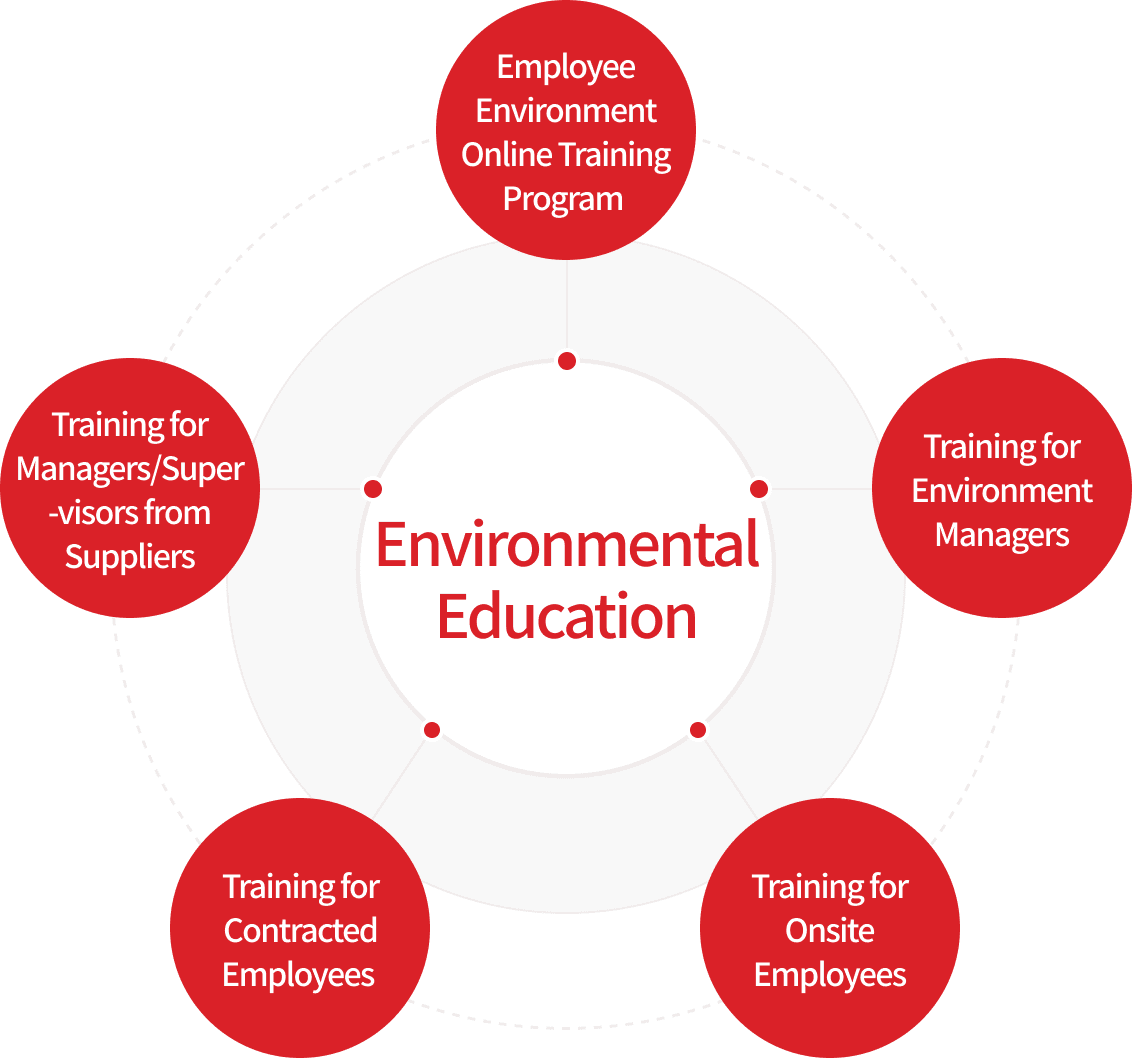 Employee
Environment
Online Training
Program
Training for
Managers/Super
-visors from
Suppliers
Training for
Environment
Managers
Environmental
Education
Training for
Contracted
Employees
Training for
Onsite
Employees